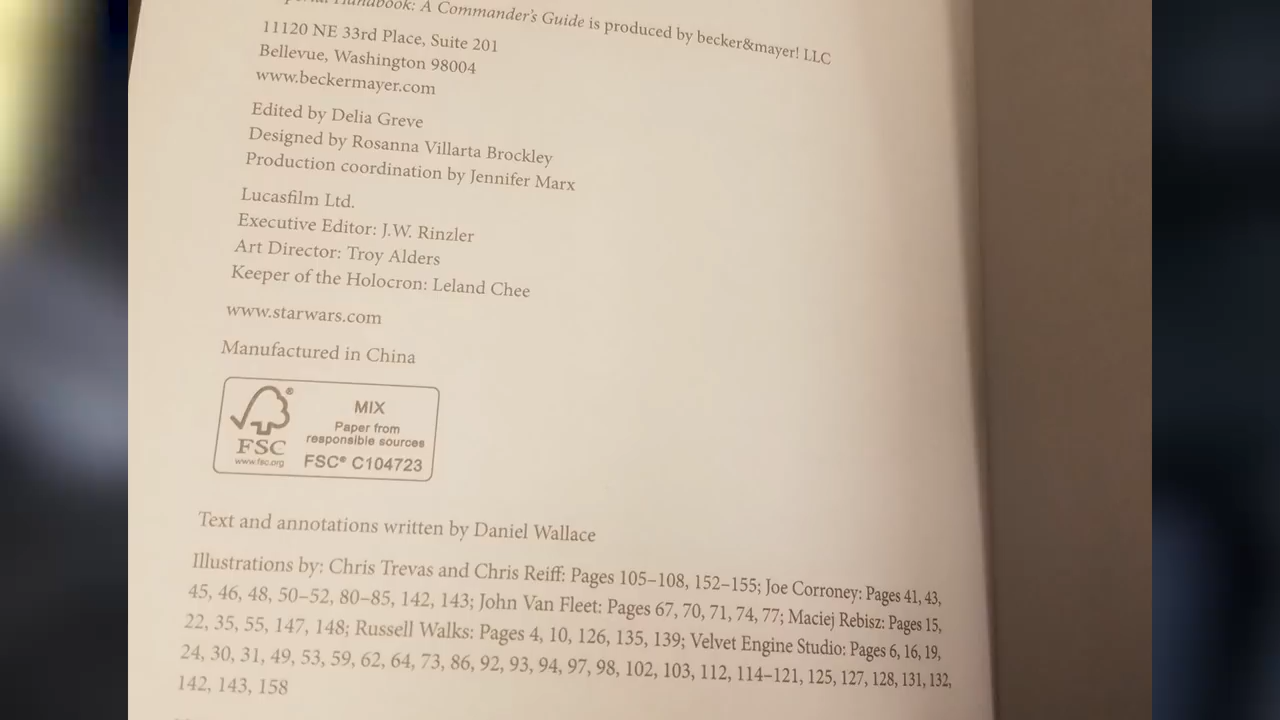 Handbook: A Commander's Guide is produced by becker&mayer! LLC
11120 NE 33rd Place, Suite 201
Bellevue, Washington 98004
www.beckermayer.com
Edited by Delia Greve
Designed by Rosanna Villarta Brockley
Production coordination by Jennifer Marx
Lucasfilm Ltd.
Executive Editor: J.W. Rinzler
Art Director: Troy Alders
Keeper of the Holocron: Leland Chee
www.starwars.com
Manufactured in China
FSC®
www.fsc.org
MIX
Paper from
responsible sources
FSC® C104723
Text and annotations written by Daniel Wallace
Illustrations by: Chris Trevas and Chris Reiff: Pages 105–108, 152–155; Joe Corroney: Pages 41, 43,
45, 46, 48, 50–52, 80–85, 142, 143; John Van Fleet: Pages 67, 70, 71, 74, 77; Maciej Rebisz: Pages 15,
22, 35, 55, 147, 148; Russell Walks: Pages 4, 10, 126, 135, 139; Velvet Engine Studio: Pages 6, 16, 19,
24, 30, 31, 49, 53, 59, 62, 64, 73, 86, 92, 93, 94, 97, 98, 102, 103, 112, 114–121, 125, 127, 128, 131, 132,
142, 143, 158